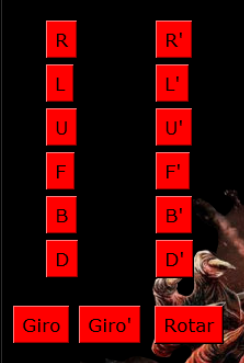 R R'
L L'
U U'
F F'
B B'
D D'
Giro Giro' Rotar